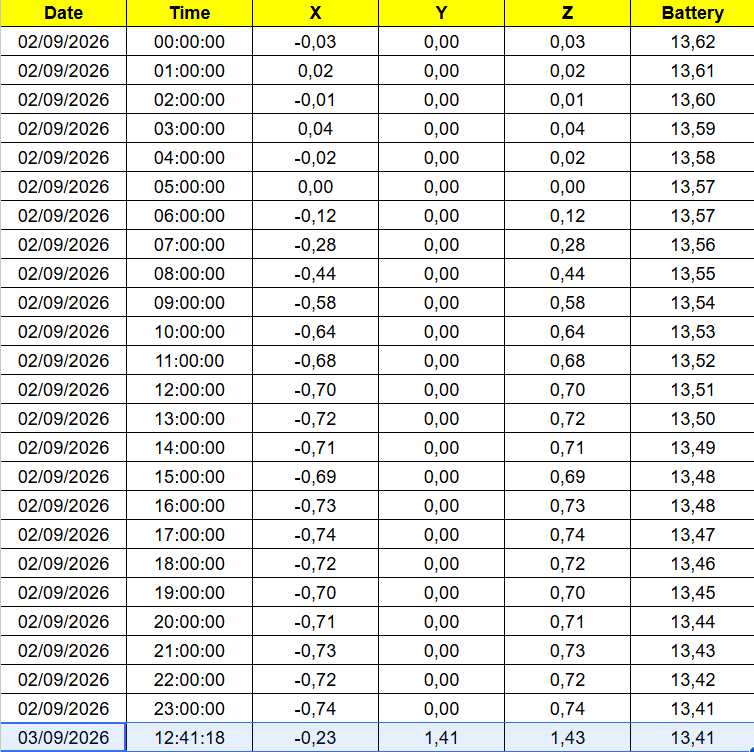 Date Time X Y Z Battery
02/09/2026 00:00:00 -0,03 0,00 0,03 13,62
02/09/2026 01:00:00 0,02 0,00 0,02 13,61
02/09/2026 02:00:00 -0,01 0,00 0,01 13,60
02/09/2026 03:00:00 0,04 0,00 0,04 13,59
02/09/2026 04:00:00 -0,02 0,00 0,02 13,58
02/09/2026 05:00:00 0,00 0,00 0,00 13,57
02/09/2026 06:00:00 -0,12 0,00 0,12 13,57
02/09/2026 07:00:00 -0,28 0,00 0,28 13,56
02/09/2026 08:00:00 -0,44 0,00 0,44 13,55
02/09/2026 09:00:00 -0,58 0,00 0,58 13,54
02/09/2026 10:00:00 -0,64 0,00 0,64 13,53
02/09/2026 11:00:00 -0,68 0,00 0,68 13,52
02/09/2026 12:00:00 -0,70 0,00 0,70 13,51
02/09/2026 13:00:00 -0,72 0,00 0,72 13,50
02/09/2026 14:00:00 -0,71 0,00 0,71 13,49
02/09/2026 15:00:00 -0,69 0,00 0,69 13,48
02/09/2026 16:00:00 -0,73 0,00 0,73 13,48
02/09/2026 17:00:00 -0,74 0,00 0,74 13,47
02/09/2026 18:00:00 -0,72 0,00 0,72 13,46
02/09/2026 19:00:00 -0,70 0,00 0,70 13,45
02/09/2026 20:00:00 -0,71 0,00 0,71 13,44
02/09/2026 21:00:00 -0,73 0,00 0,73 13,43
02/09/2026 22:00:00 -0,72 0,00 0,72 13,42
02/09/2026 23:00:00 -0,74 0,00 0,74 13,41
03/09/2026 12:41:18 -0,23 1,41 1,43 13,41